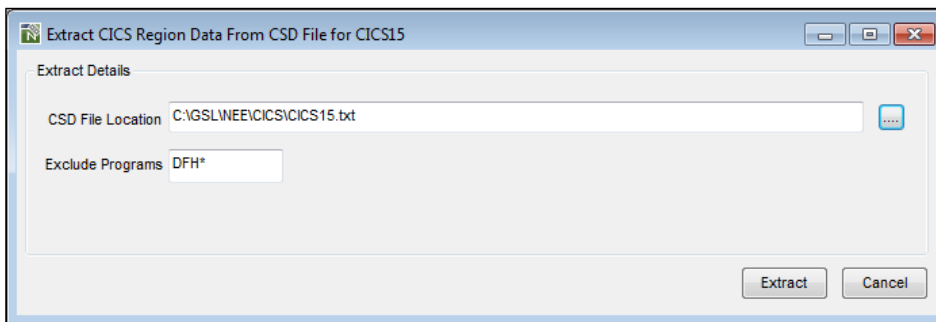 Extract CICS Region Data From CSD File for CICS15
Extract Details
CSD File Location C:\GSL\NEE\CICS\CICS15.txt ....
Exclude Programs DFH*
Extract Cancel